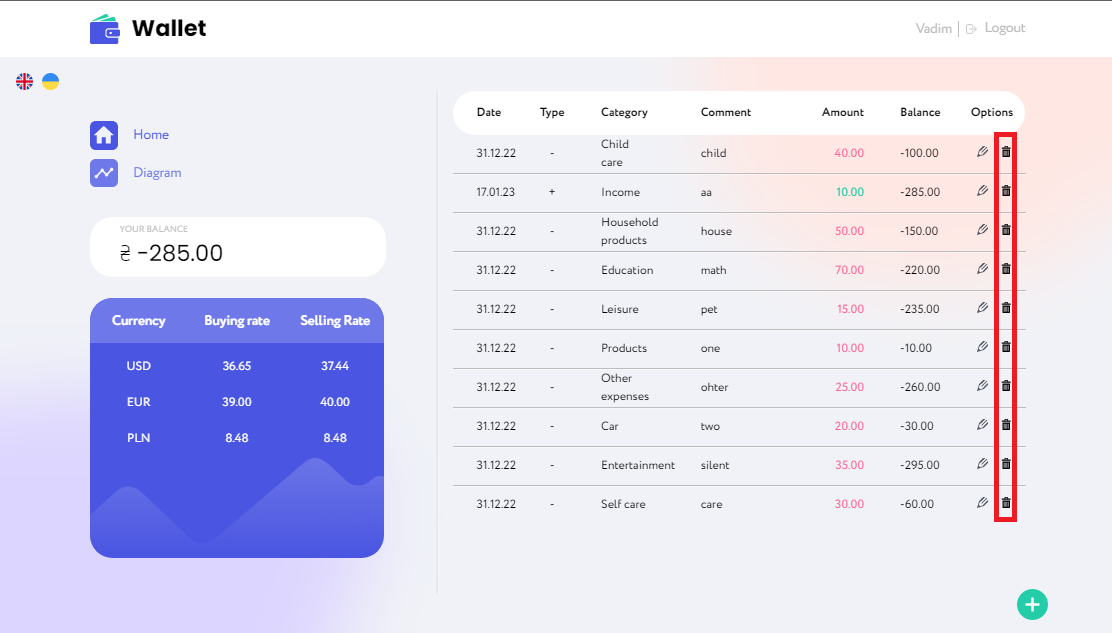 Wallet
Vadim | Logout
Home
Diagram
YOUR BALANCE
₴ -285.00
Currency Buying rate Selling Rate
USD 36.65 37.44
EUR 39.00 40.00
PLN 8.48 8.48
Date Type Category Comment Amount Balance Options
31.12.22 - Child care child 40.00 -100.00
17.01.23 + Income aa 10.00 -285.00
31.12.22 - Household products house 50.00 -150.00
31.12.22 - Education math 70.00 -220.00
31.12.22 - Leisure pet 15.00 -235.00
31.12.22 - Products one 10.00 -10.00
31.12.22 - Other expenses ohter 25.00 -260.00
31.12.22 - Car two 20.00 -30.00
31.12.22 - Entertainment silent 35.00 -295.00
31.12.22 - Self care care 30.00 -60.00